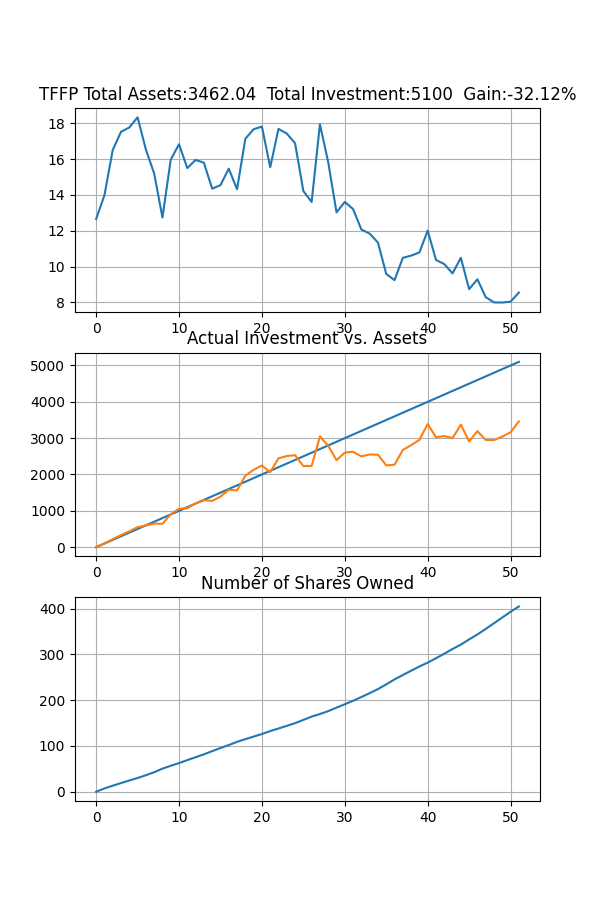 TFFP Total Assets:3462.04  Total Investment:5100  Gain:-32.12%
18
16
14
12
10
8
0 10 20 30 40 50
Actual Investment vs. Assets
5000
4000
3000
2000
1000
0
0 10 20 30 40 50
Number of Shares Owned
400
300
200
100
0
0 10 20 30 40 50